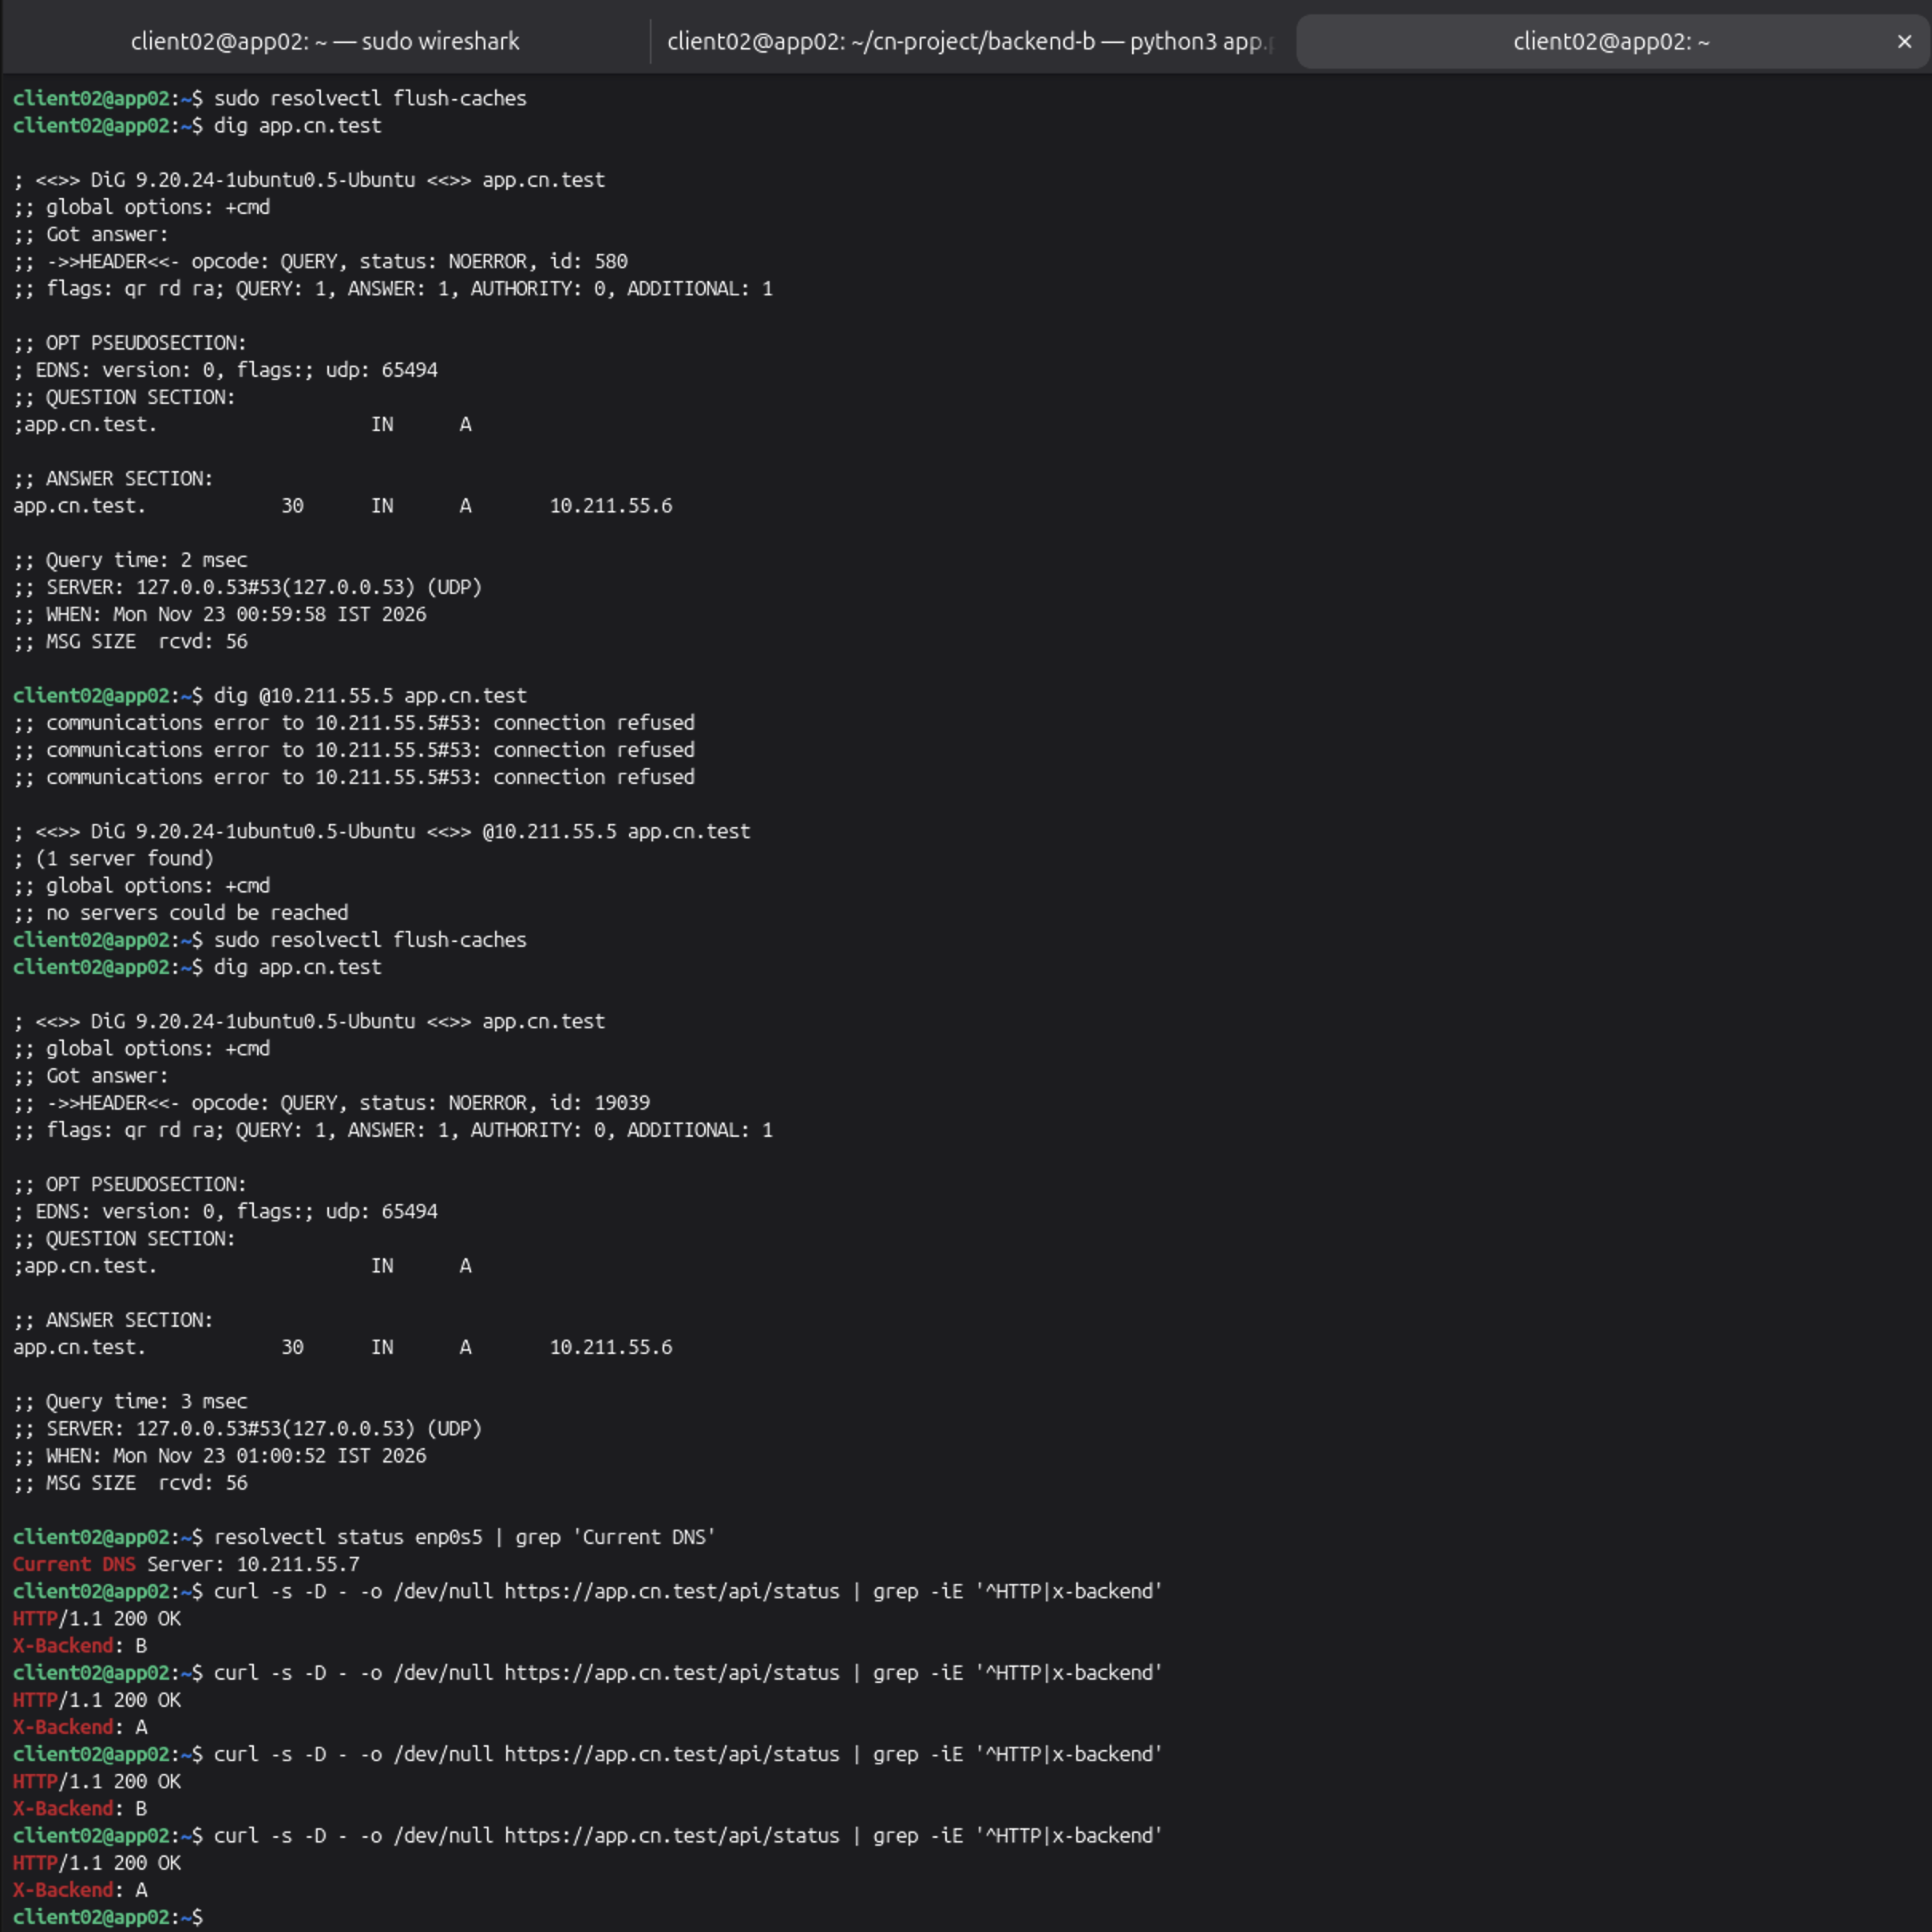 client02@app02: ~ — sudo wireshark
client02@app02: ~/cn-project/backend-b — python3 app.p
client02@app02: ~
×
client02@app02:~$ sudo resolvectl flush-caches
client02@app02:~$ dig app.cn.test
; <<>> DiG 9.20.24-1ubuntu0.5-Ubuntu <<>> app.cn.test
;; global options: +cmd
;; Got answer:
;; ->>HEADER<<- opcode: QUERY, status: NOERROR, id: 580
;; flags: qr rd ra; QUERY: 1, ANSWER: 1, AUTHORITY: 0, ADDITIONAL: 1
;; OPT PSEUDOSECTION:
; EDNS: version: 0, flags:; udp: 65494
;; QUESTION SECTION:
;app.cn.test. IN A
;; ANSWER SECTION:
app.cn.test. 30 IN A 10.211.55.6
;; Query time: 2 msec
;; SERVER: 127.0.0.53#53(127.0.0.53) (UDP)
;; WHEN: Mon Nov 23 00:59:58 IST 2026
;; MSG SIZE  rcvd: 56
client02@app02:~$ dig @10.211.55.5 app.cn.test
;; communications error to 10.211.55.5#53: connection refused
;; communications error to 10.211.55.5#53: connection refused
;; communications error to 10.211.55.5#53: connection refused
; <<>> DiG 9.20.24-1ubuntu0.5-Ubuntu <<>> @10.211.55.5 app.cn.test
; (1 server found)
;; global options: +cmd
;; no servers could be reached
client02@app02:~$ sudo resolvectl flush-caches
client02@app02:~$ dig app.cn.test
; <<>> DiG 9.20.24-1ubuntu0.5-Ubuntu <<>> app.cn.test
;; global options: +cmd
;; Got answer:
;; ->>HEADER<<- opcode: QUERY, status: NOERROR, id: 19039
;; flags: qr rd ra; QUERY: 1, ANSWER: 1, AUTHORITY: 0, ADDITIONAL: 1
;; OPT PSEUDOSECTION:
; EDNS: version: 0, flags:; udp: 65494
;; QUESTION SECTION:
;app.cn.test. IN A
;; ANSWER SECTION:
app.cn.test. 30 IN A 10.211.55.6
;; Query time: 3 msec
;; SERVER: 127.0.0.53#53(127.0.0.53) (UDP)
;; WHEN: Mon Nov 23 01:00:52 IST 2026
;; MSG SIZE  rcvd: 56
client02@app02:~$ resolvectl status enp0s5 | grep 'Current DNS'
Current DNS Server: 10.211.55.7
client02@app02:~$ curl -s -D - -o /dev/null https://app.cn.test/api/status | grep -iE '^HTTP|x-backend'
HTTP/1.1 200 OK
X-Backend: B
client02@app02:~$ curl -s -D - -o /dev/null https://app.cn.test/api/status | grep -iE '^HTTP|x-backend'
HTTP/1.1 200 OK
X-Backend: A
client02@app02:~$ curl -s -D - -o /dev/null https://app.cn.test/api/status | grep -iE '^HTTP|x-backend'
HTTP/1.1 200 OK
X-Backend: B
client02@app02:~$ curl -s -D - -o /dev/null https://app.cn.test/api/status | grep -iE '^HTTP|x-backend'
HTTP/1.1 200 OK
X-Backend: A
client02@app02:~$